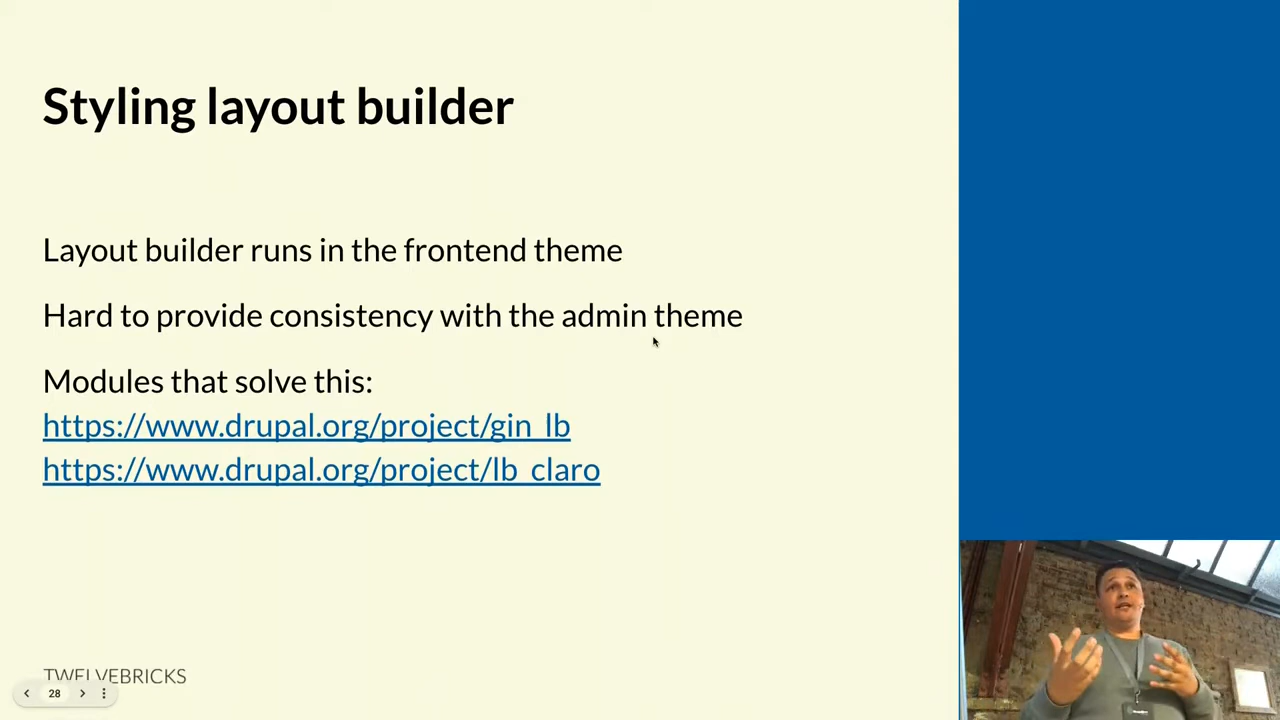 Styling layout builder
Layout builder runs in the frontend theme
Hard to provide consistency with the admin theme
Modules that solve this:
https://www.drupal.org/project/gin_lb
https://www.drupal.org/project/lb_claro
TWELVEBRICKS
28